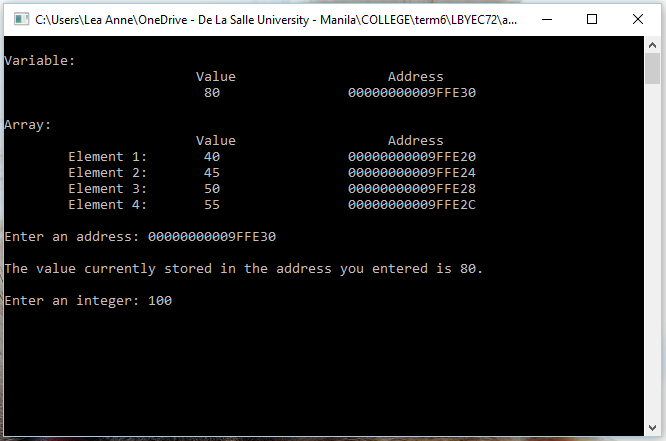 C:\Users\Lea Anne\OneDrive - De La Salle University - Manila\COLLEGE\term6\LBYEC72\a...
Variable:
Value Address
80 00000000009FFE30
Array:
Value Address
Element 1: 40 00000000009FFE20
Element 2: 45 00000000009FFE24
Element 3: 50 00000000009FFE28
Element 4: 55 00000000009FFE2C
Enter an address: 00000000009FFE30
The value currently stored in the address you entered is 80.
Enter an integer: 100